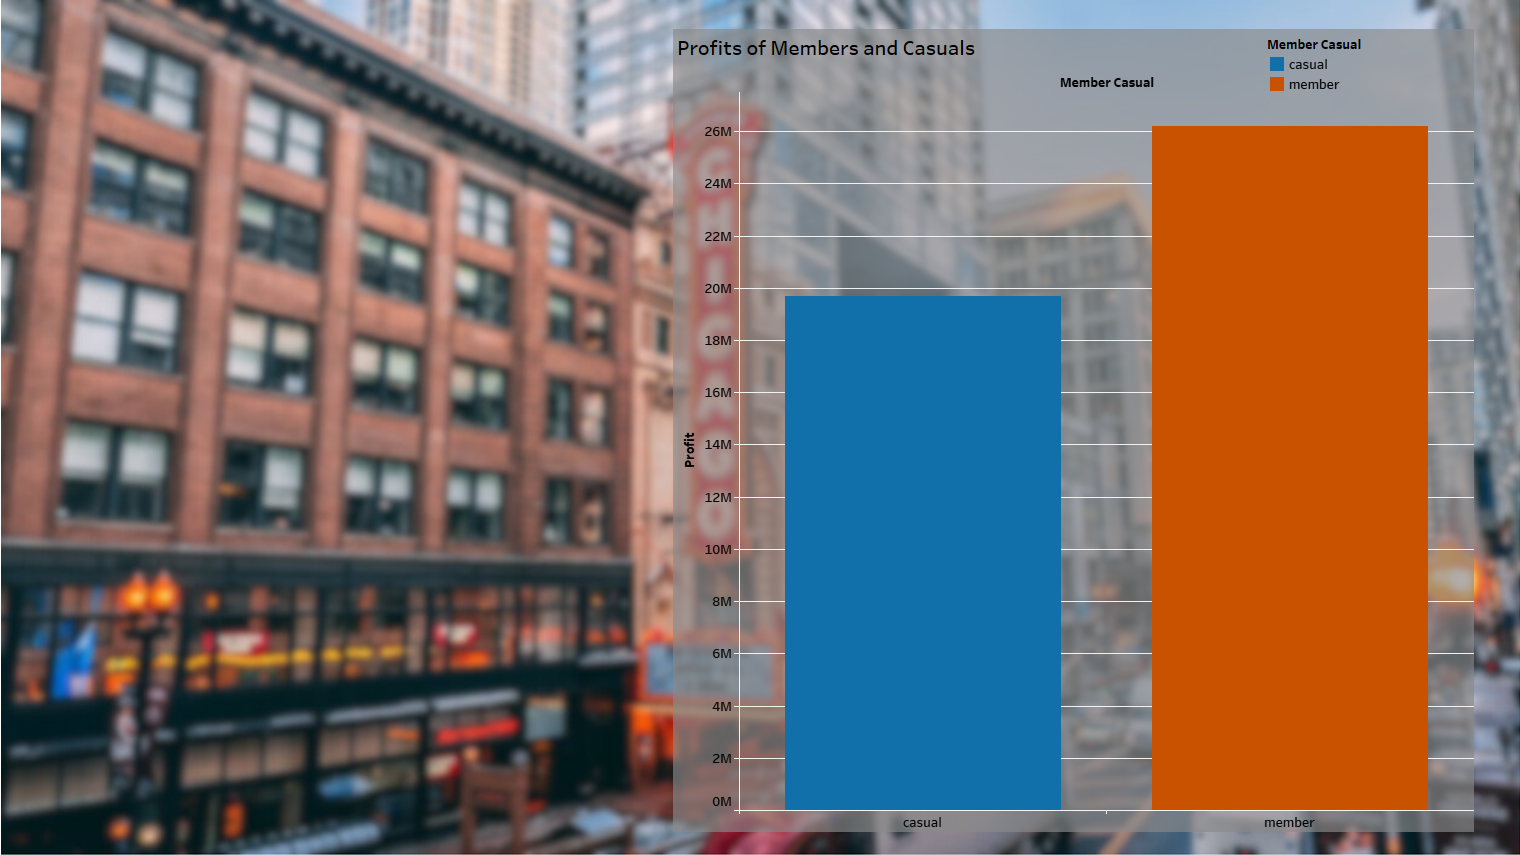 Profits of Members and Casuals
Member Casual
casual
member
Member Casual
26M
24M
22M
20M
18M
16M
14M
12M
10M
8M
6M
4M
2M
0M
Profit
casual
member
CHICAGO